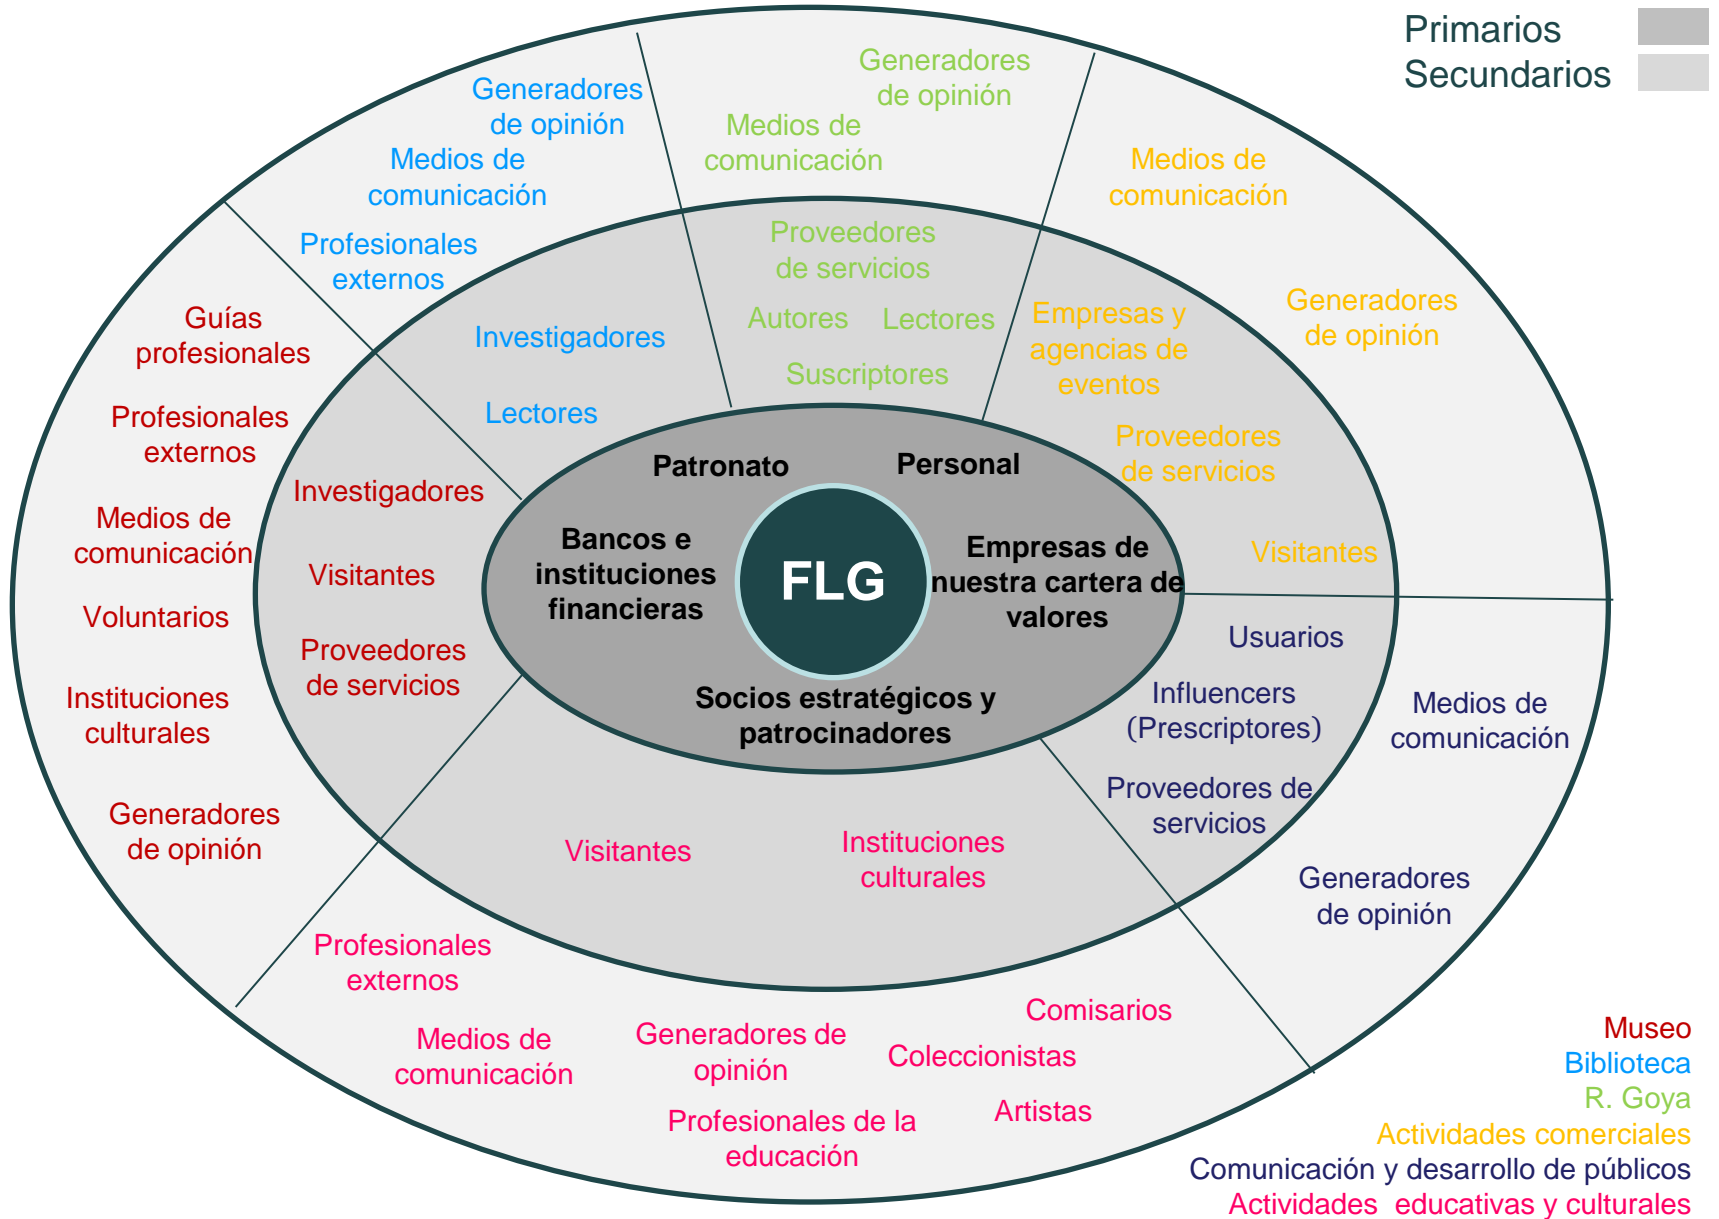 Primarios
Secundarios
Generadores
de opinión
Medios de
comunicación
Profesionales
externos
Generadores
de opinión
Medios de
comunicación
Medios de
comunicación
Generadores
de opinión
Proveedores
de servicios
Autores
Lectores
Suscriptores
Investigadores
Lectores
Empresas y
agencias de
eventos
Proveedores
de servicios
Visitantes
Guías
profesionales
Profesionales
externos
Medios de
comunicación
Voluntarios
Instituciones
culturales
Generadores
de opinión
Investigadores
Visitantes
Proveedores
de servicios
Patronato
Personal
Bancos e
instituciones
financieras
FLG
Empresas de
nuestra cartera de
valores
Socios estratégicos y
patrocinadores
Usuarios
Influencers
(Prescriptores)
Proveedores de
servicios
Medios de
comunicación
Generadores
de opinión
Visitantes
Instituciones
culturales
Profesionales
externos
Medios de
comunicación
Generadores de
opinión
Profesionales de la
educación
Comisarios
Coleccionistas
Artistas
Museo
Biblioteca
R. Goya
Actividades comerciales
Comunicación y desarrollo de públicos
Actividades educativas y culturales